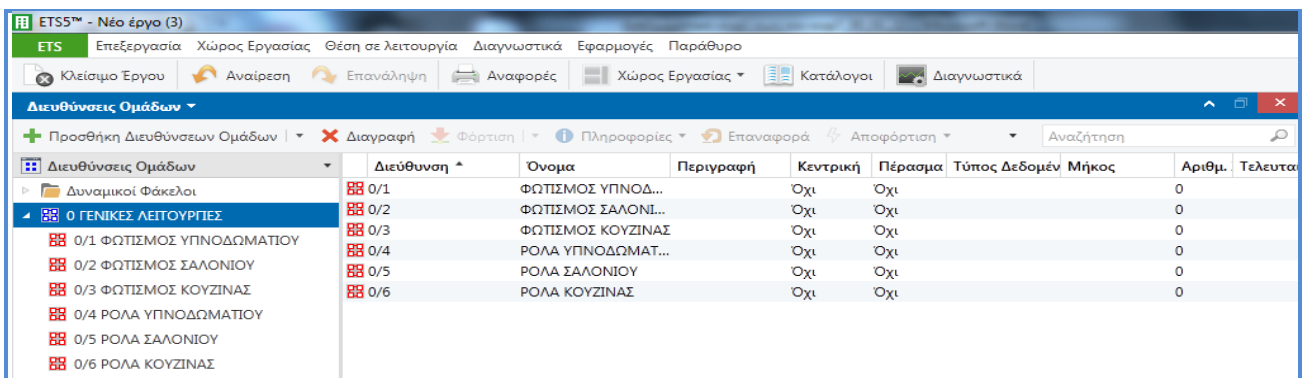 ETS5™ - Νέο έργο (3)
ETS Επεξεργασία Χώρος Εργασίας Θέση σε λειτουργία Διαγνωστικά Εφαρμογές Παράθυρο
Κλείσιμο Έργου Αναίρεση Επανάληψη Αναφορές Χώρος Εργασίας Κατάλογοι Διαγνωστικά
Διευθύνσεις Ομάδων
Προσθήκη Διευθύνσεων Ομάδων Διαγραφή Φόρτιση Πληροφορίες Επαναφορά Αποφόρτιση Αναζήτηση
Διευθύνσεις Ομάδων Διεύθυνση Όνομα Περιγραφή Κεντρική Πέρασμα Τύπος Δεδομέν Μήκος Αριθμ. Τελευται
Δυναμικοί Φάκελοι 0/1 ΦΩΤΙΣΜΟΣ ΥΠΝΟΔ... Όχι Όχι 0
0 ΓΕΝΙΚΕΣ ΛΕΙΤΟΥΡΓΙΕΣ 0/2 ΦΩΤΙΣΜΟΣ ΣΑΛΟΝΙ... Όχι Όχι 0
0/1 ΦΩΤΙΣΜΟΣ ΥΠΝΟΔΩΜΑΤΙΟΥ 0/3 ΦΩΤΙΣΜΟΣ ΚΟΥΖΙΝΑΣ Όχι Όχι 0
0/4 ΡΟΛΑ ΥΠΝΟΔΩΜΑΤ... Όχι Όχι 0
0/2 ΦΩΤΙΣΜΟΣ ΣΑΛΟΝΙΟΥ 0/5 ΡΟΛΑ ΣΑΛΟΝΙΟΥ Όχι Όχι 0
0/3 ΦΩΤΙΣΜΟΣ ΚΟΥΖΙΝΑΣ 0/6 ΡΟΛΑ ΚΟΥΖΙΝΑΣ Όχι Όχι 0
0/4 ΡΟΛΑ ΥΠΝΟΔΩΜΑΤΙΟΥ
0/5 ΡΟΛΑ ΣΑΛΟΝΙΟΥ
0/6 ΡΟΛΑ ΚΟΥΖΙΝΑΣ